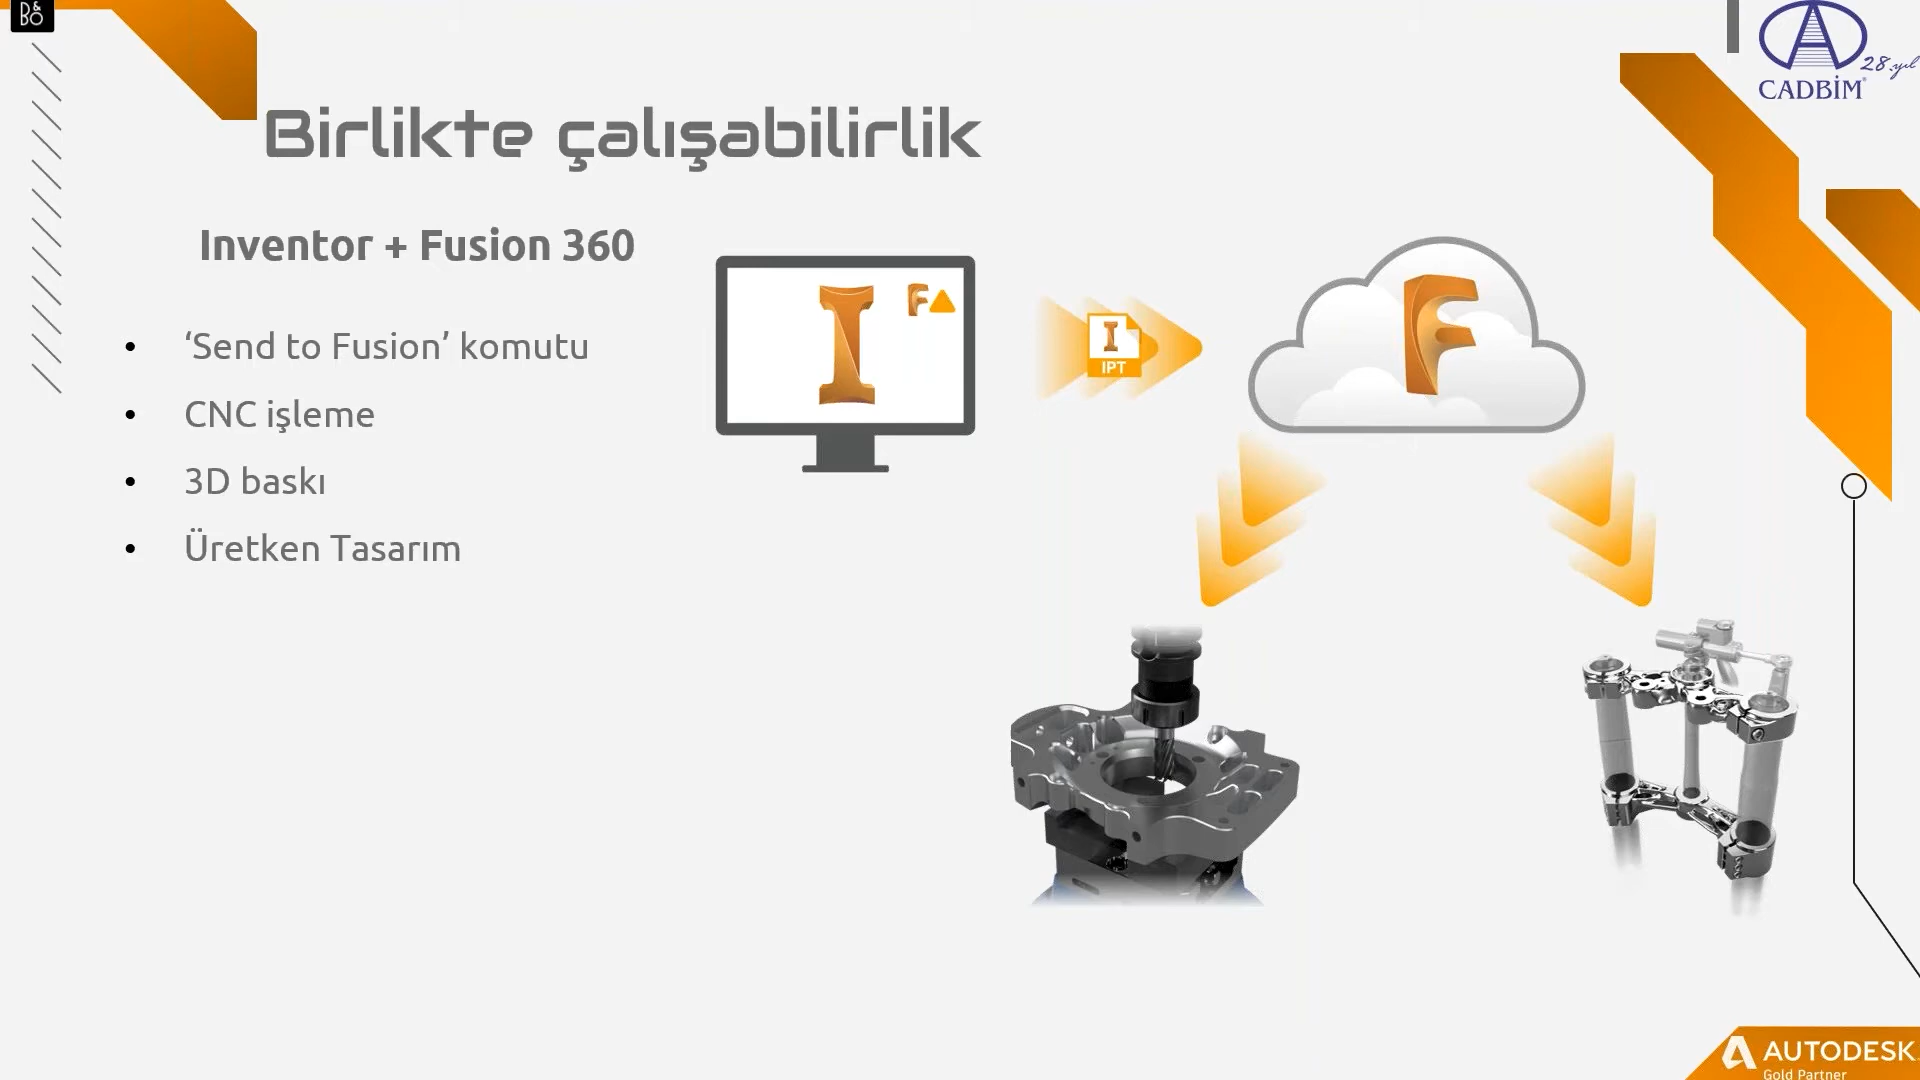 B&O
28.yıl
CADBİM
Birlikte çalışabilirlik
Inventor + Fusion 360
• ‘Send to Fusion’ komutu
• CNC işleme
• 3D baskı
• Üretken Tasarım
I
F
I
IPT
F
AUTODESK
Gold Partner